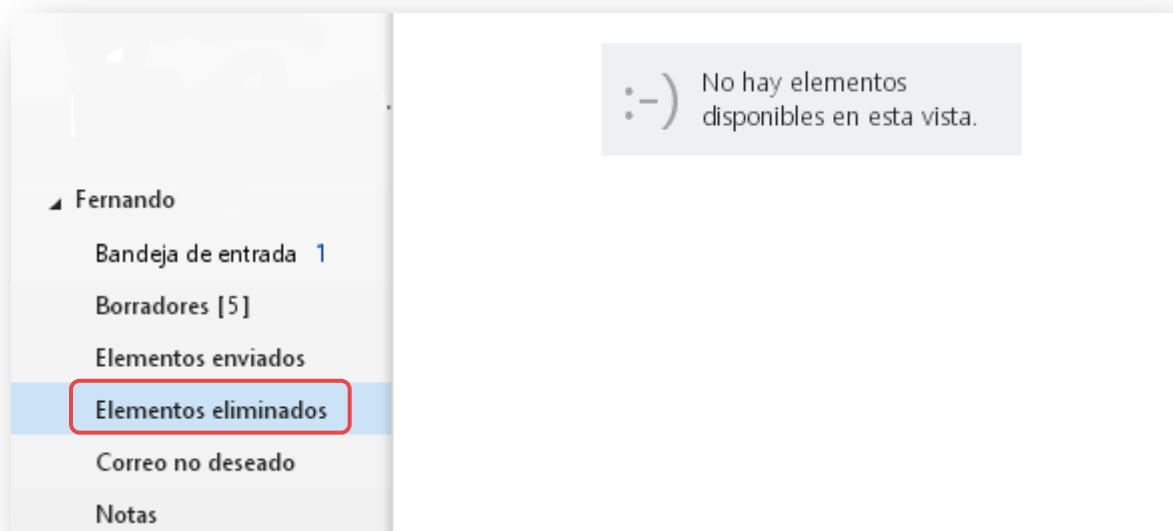 :-)
No hay elementos
disponibles en esta vista.
Fernando
Bandeja de entrada 1
Borradores [5]
Elementos enviados
Elementos eliminados
Correo no deseado
Notas